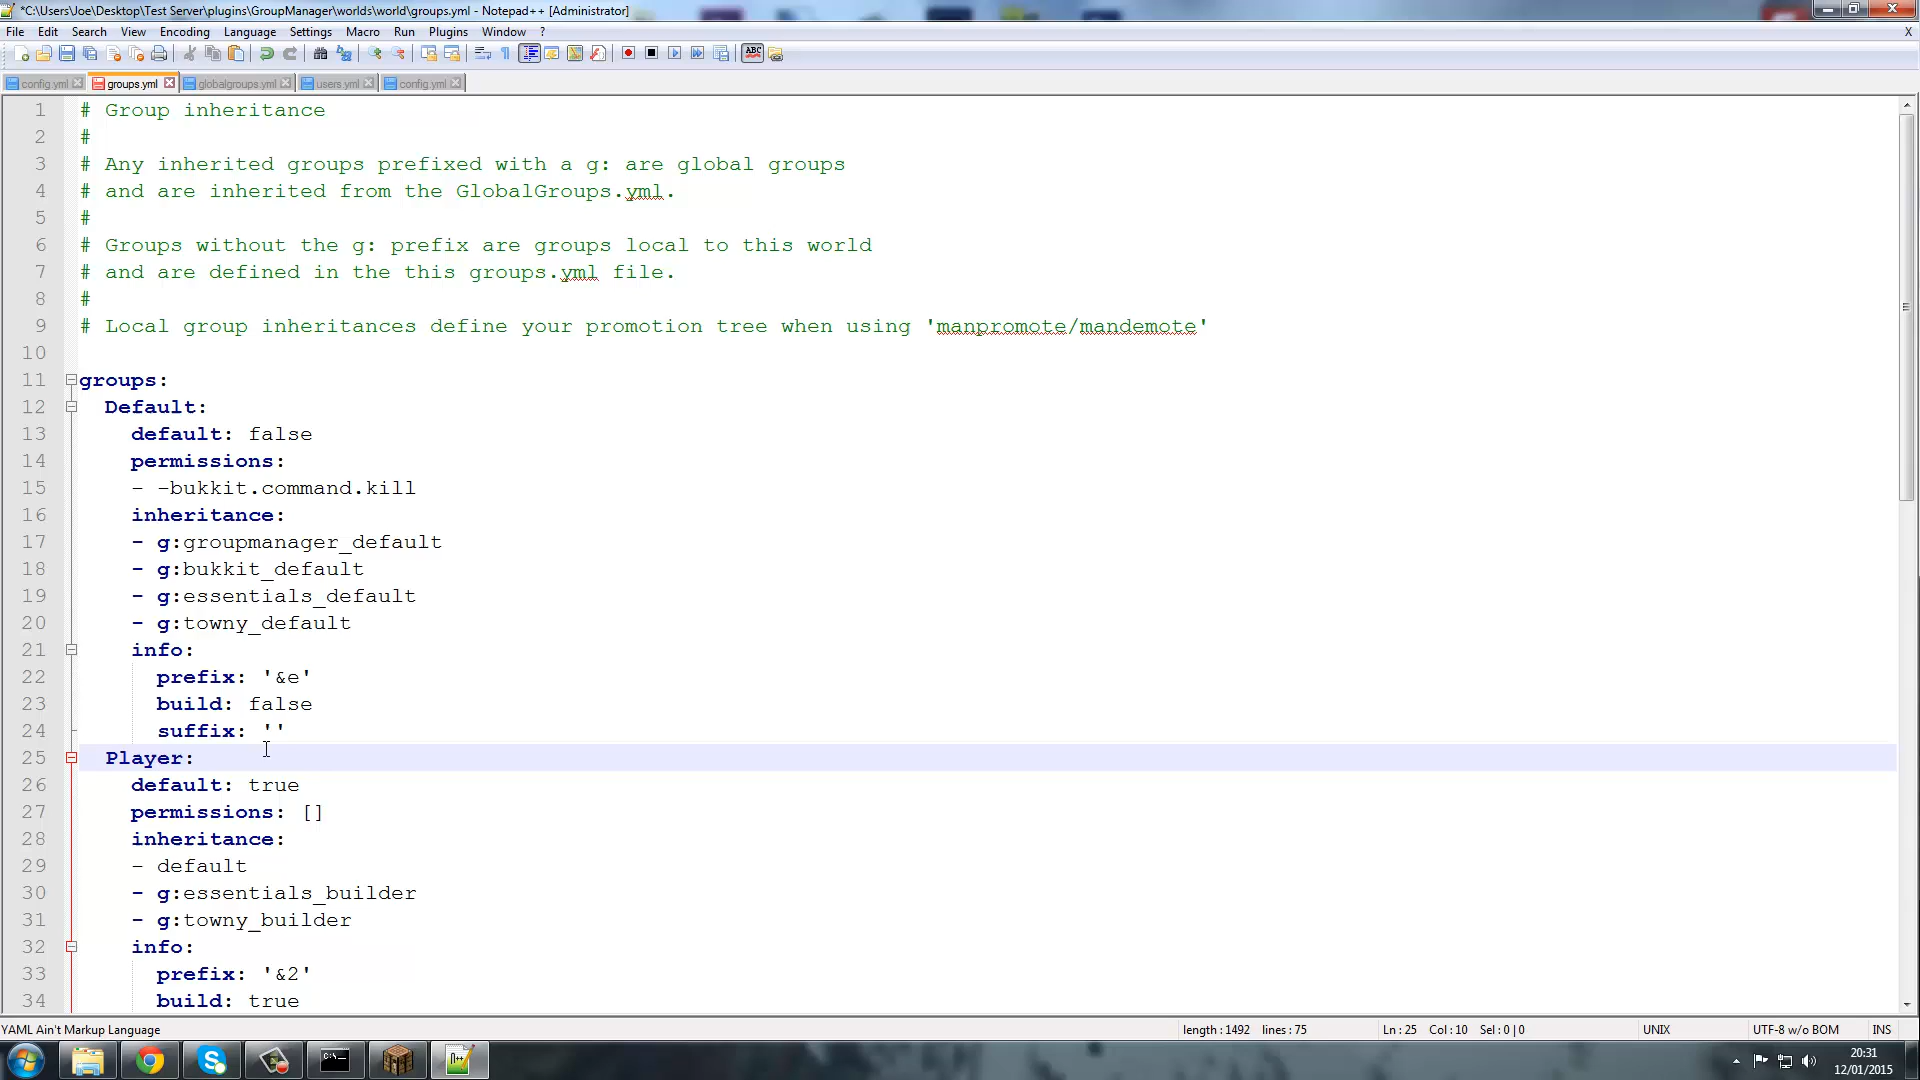 *C:\Users\Joe\Desktop\Test Server\plugins\GroupManager\worlds\world\groups.yml - Notepad++ [Administrator]
File Edit Search View Encoding Language Settings Macro Run Plugins Window ? X
config.yml groups.yml globalgroups.yml users.yml config.yml
1 # Group inheritance
2 #
3 # Any inherited groups prefixed with a g: are global groups
4 # and are inherited from the GlobalGroups.yml.
5 #
6 # Groups without the g: prefix are groups local to this world
7 # and are defined in the this groups.yml file.
8 #
9 # Local group inheritances define your promotion tree when using 'manpromote/mandemote'
10
11 groups:
12 Default:
13 default: false
14 permissions:
15 - -bukkit.command.kill
16 inheritance:
17 - g:groupmanager_default
18 - g:bukkit_default
19 - g:essentials_default
20 - g:towny_default
21 info:
22 prefix: '&e'
23 build: false
24 suffix: ''
25 Player:
26 default: true
27 permissions: []
28 inheritance:
29 - default
30 - g:essentials_builder
31 - g:towny_builder
32 info:
33 prefix: '&2'
34 build: true
YAML Ain't Markup Language length : 1492 lines : 75 Ln : 25 Col : 10 Sel : 0 | 0 UNIX UTF-8 w/o BOM INS
20:31
12/01/2015